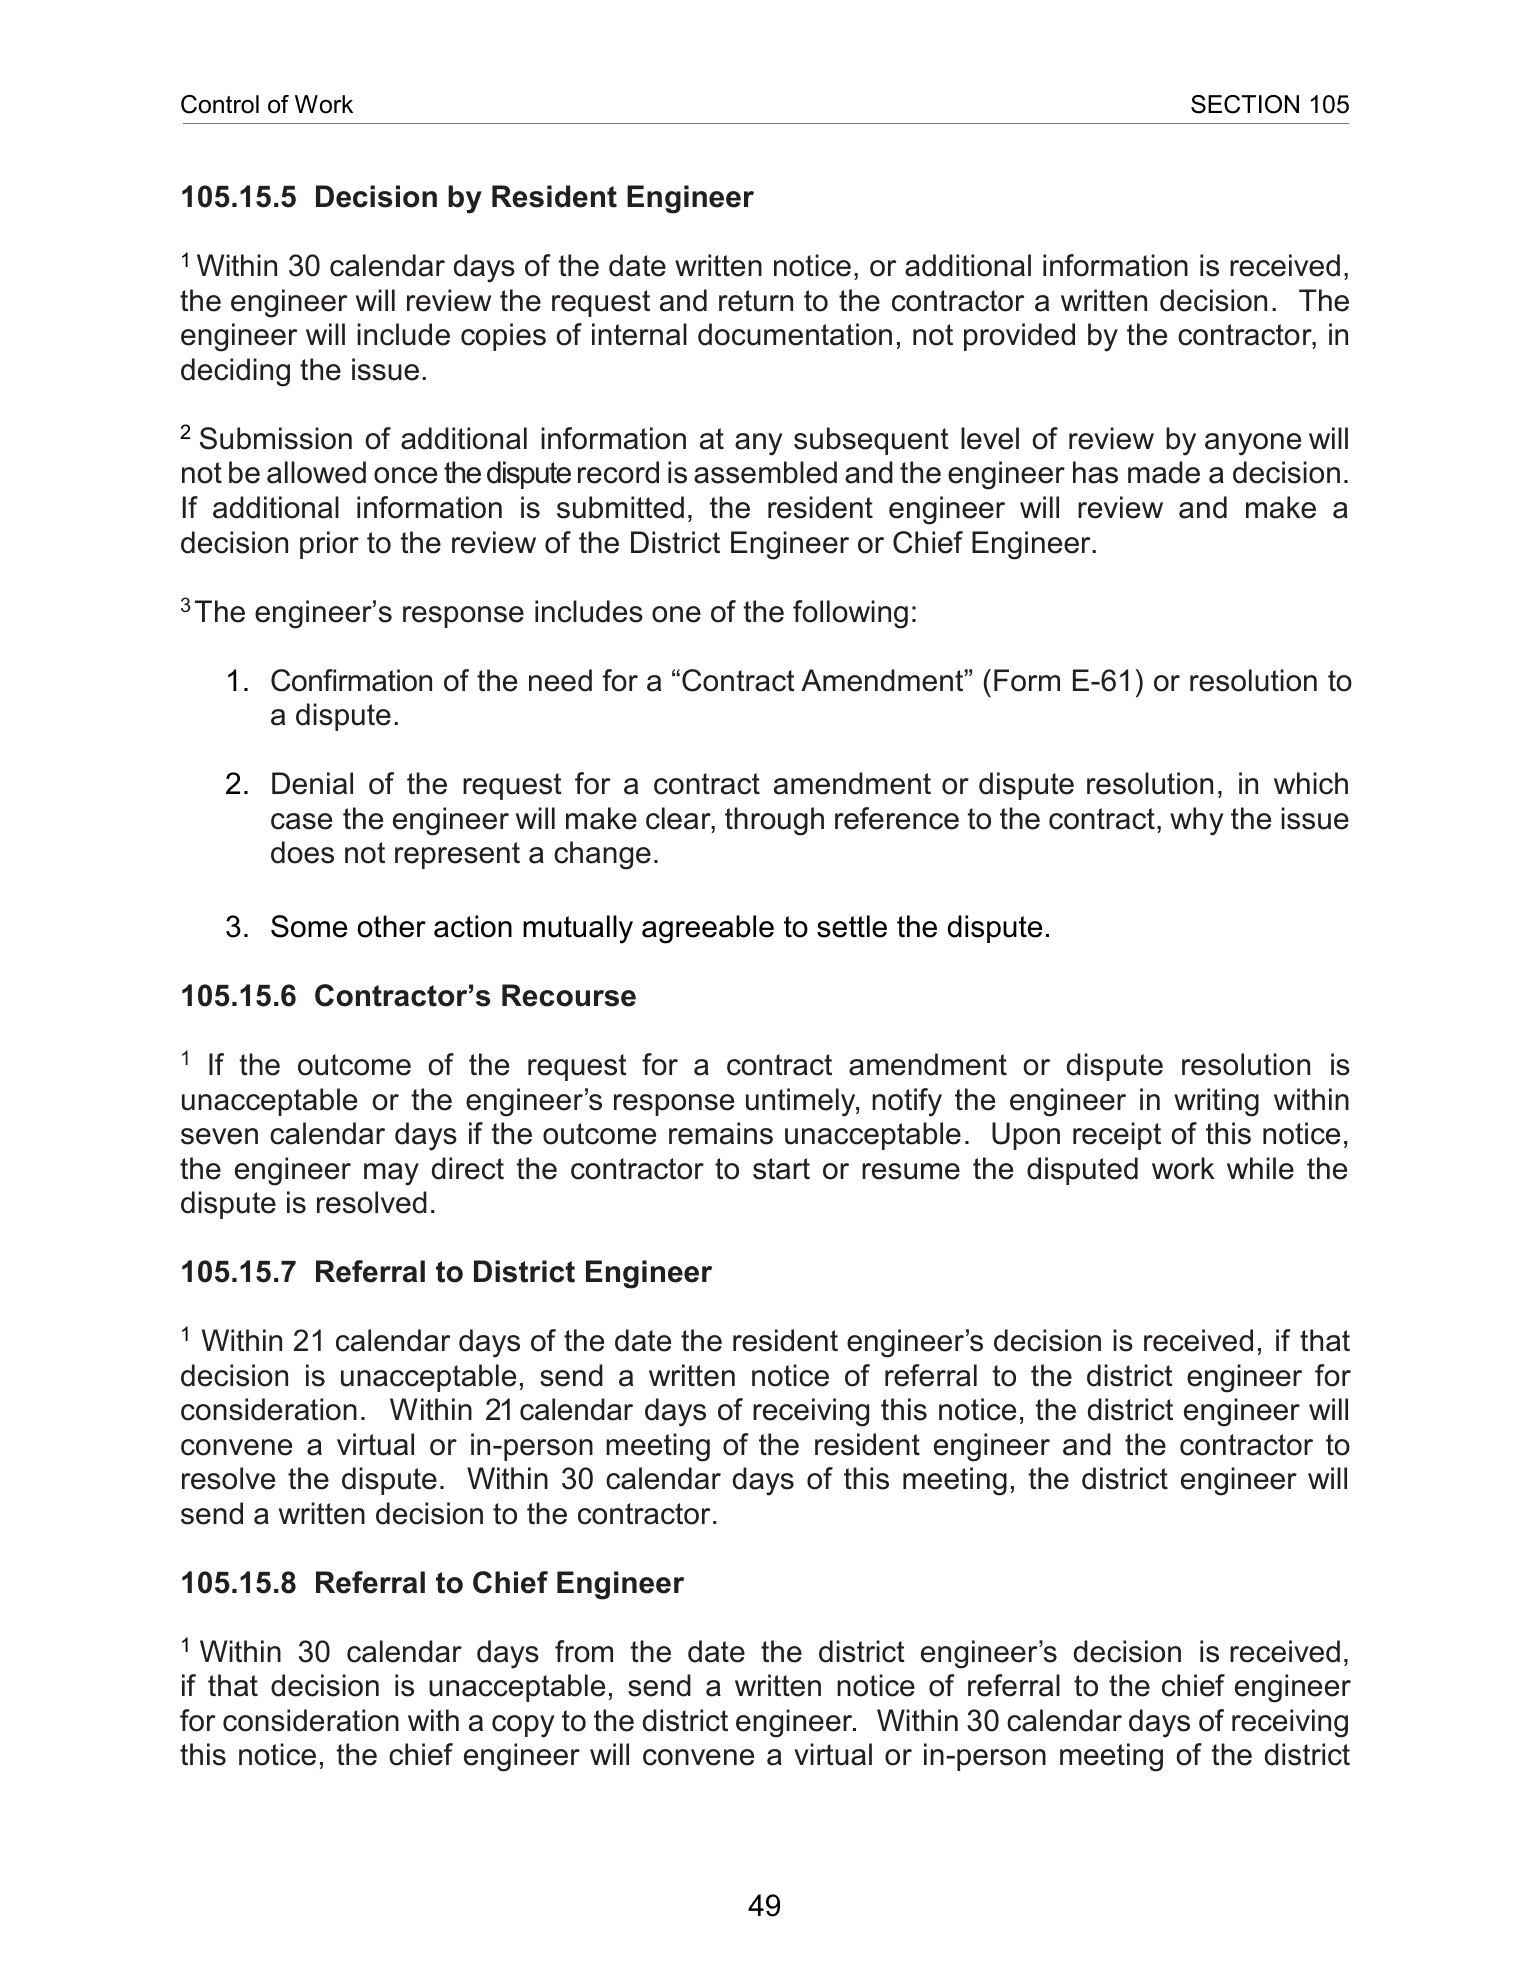 Control of Work SECTION 105
105.15.5 Decision by Resident Engineer
1 Within 30 calendar days of the date written notice, or additional information is received,
the engineer will review the request and return to the contractor a written decision. The
engineer will include copies of internal documentation, not provided by the contractor, in
deciding the issue.
2 Submission of additional information at any subsequent level of review by anyone will
not be allowed once the dispute record is assembled and the engineer has made a decision.
If additional information is submitted, the resident engineer will review and make a
decision prior to the review of the District Engineer or Chief Engineer.
3 The engineer’s response includes one of the following:
1. Confirmation of the need for a “Contract Amendment” (Form E-61) or resolution to
a dispute.
2. Denial of the request for a contract amendment or dispute resolution, in which
case the engineer will make clear, through reference to the contract, why the issue
does not represent a change.
3. Some other action mutually agreeable to settle the dispute.
105.15.6 Contractor’s Recourse
1 If the outcome of the request for a contract amendment or dispute resolution is
unacceptable or the engineer’s response untimely, notify the engineer in writing within
seven calendar days if the outcome remains unacceptable. Upon receipt of this notice,
the engineer may direct the contractor to start or resume the disputed work while the
dispute is resolved.
105.15.7 Referral to District Engineer
1 Within 21 calendar days of the date the resident engineer’s decision is received, if that
decision is unacceptable, send a written notice of referral to the district engineer for
consideration. Within 21 calendar days of receiving this notice, the district engineer will
convene a virtual or in-person meeting of the resident engineer and the contractor to
resolve the dispute. Within 30 calendar days of this meeting, the district engineer will
send a written decision to the contractor.
105.15.8 Referral to Chief Engineer
1 Within 30 calendar days from the date the district engineer’s decision is received,
if that decision is unacceptable, send a written notice of referral to the chief engineer
for consideration with a copy to the district engineer. Within 30 calendar days of receiving
this notice, the chief engineer will convene a virtual or in-person meeting of the district
49